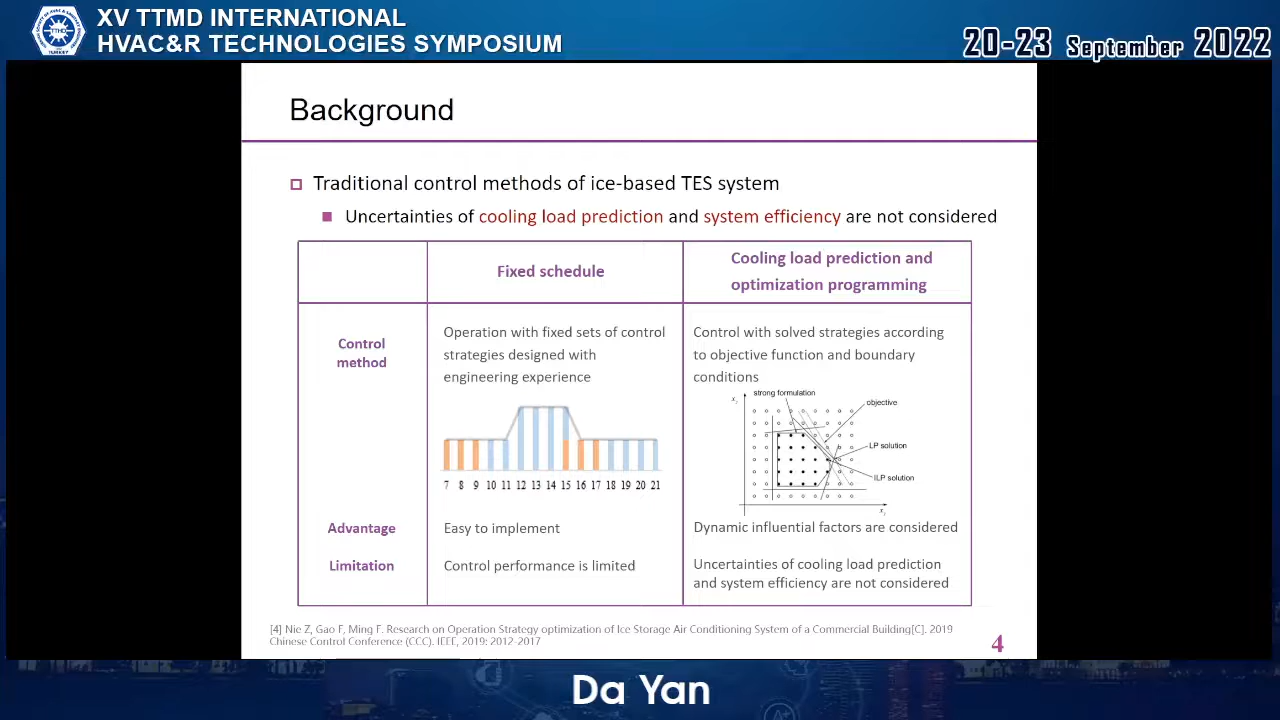 XV TTMD INTERNATIONAL
HVAC&R TECHNOLOGIES SYMPOSIUM
20-23 September 2022
Background
Traditional control methods of ice-based TES system
Uncertainties of cooling load prediction and system efficiency are not considered
Fixed schedule
Cooling load prediction and
optimization programming
Control
method
Operation with fixed sets of control
strategies designed with
engineering experience
7 8 9 10 11 12 13 14 15 16 17 18 19 20 21
Control with solved strategies according
to objective function and boundary
conditions
strong formulation
objective
LP solution
ILP solution
Advantage
Easy to implement
Dynamic influential factors are considered
Limitation
Control performance is limited
Uncertainties of cooling load prediction
and system efficiency are not considered
[4] Nie Z, Gao F, Ming F. Research on Operation Strategy optimization of Ice Storage Air Conditioning System of a Commercial Building[C]. 2019
Chinese Control Conference (CCC). IEEE, 2019: 2012-2017
4
Da Yan